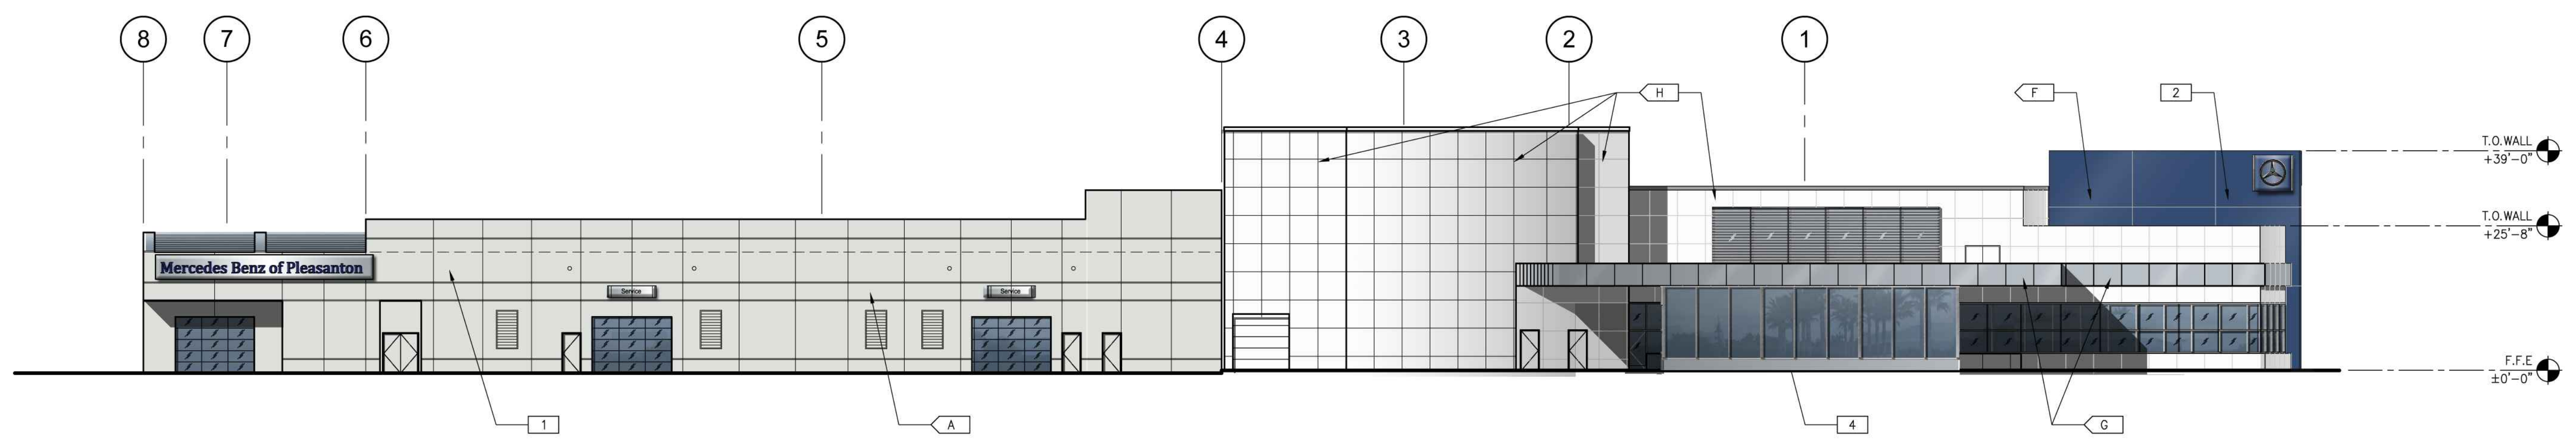 8 7 6 5 4 3 2 1
H F 2
T.O.WALL
+39'-0"
T.O.WALL
+25'-8"
Mercedes Benz of Pleasanton
Service Service
F.F.E
±0'-0"
1 A 4 G